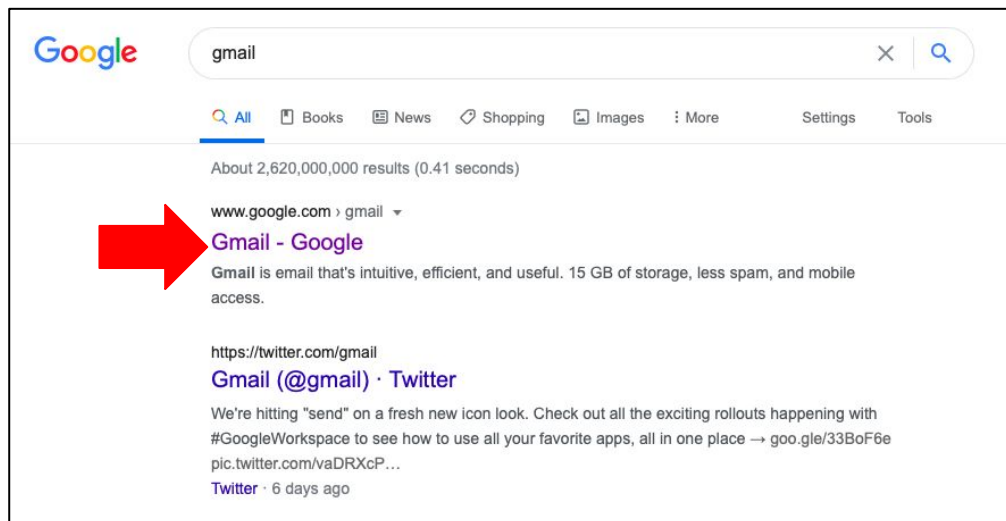 Google
gmail
All Books News Shopping Images More Settings Tools
About 2,620,000,000 results (0.41 seconds)
www.google.com › gmail
Gmail - Google
Gmail is email that's intuitive, efficient, and useful. 15 GB of storage, less spam, and mobile
access.
https://twitter.com/gmail
Gmail (@gmail) · Twitter
We're hitting "send" on a fresh new icon look. Check out all the exciting rollouts happening with
#GoogleWorkspace to see how to use all your favorite apps, all in one place → goo.gle/33BoF6e
pic.twitter.com/vaDRXcP…
Twitter · 6 days ago